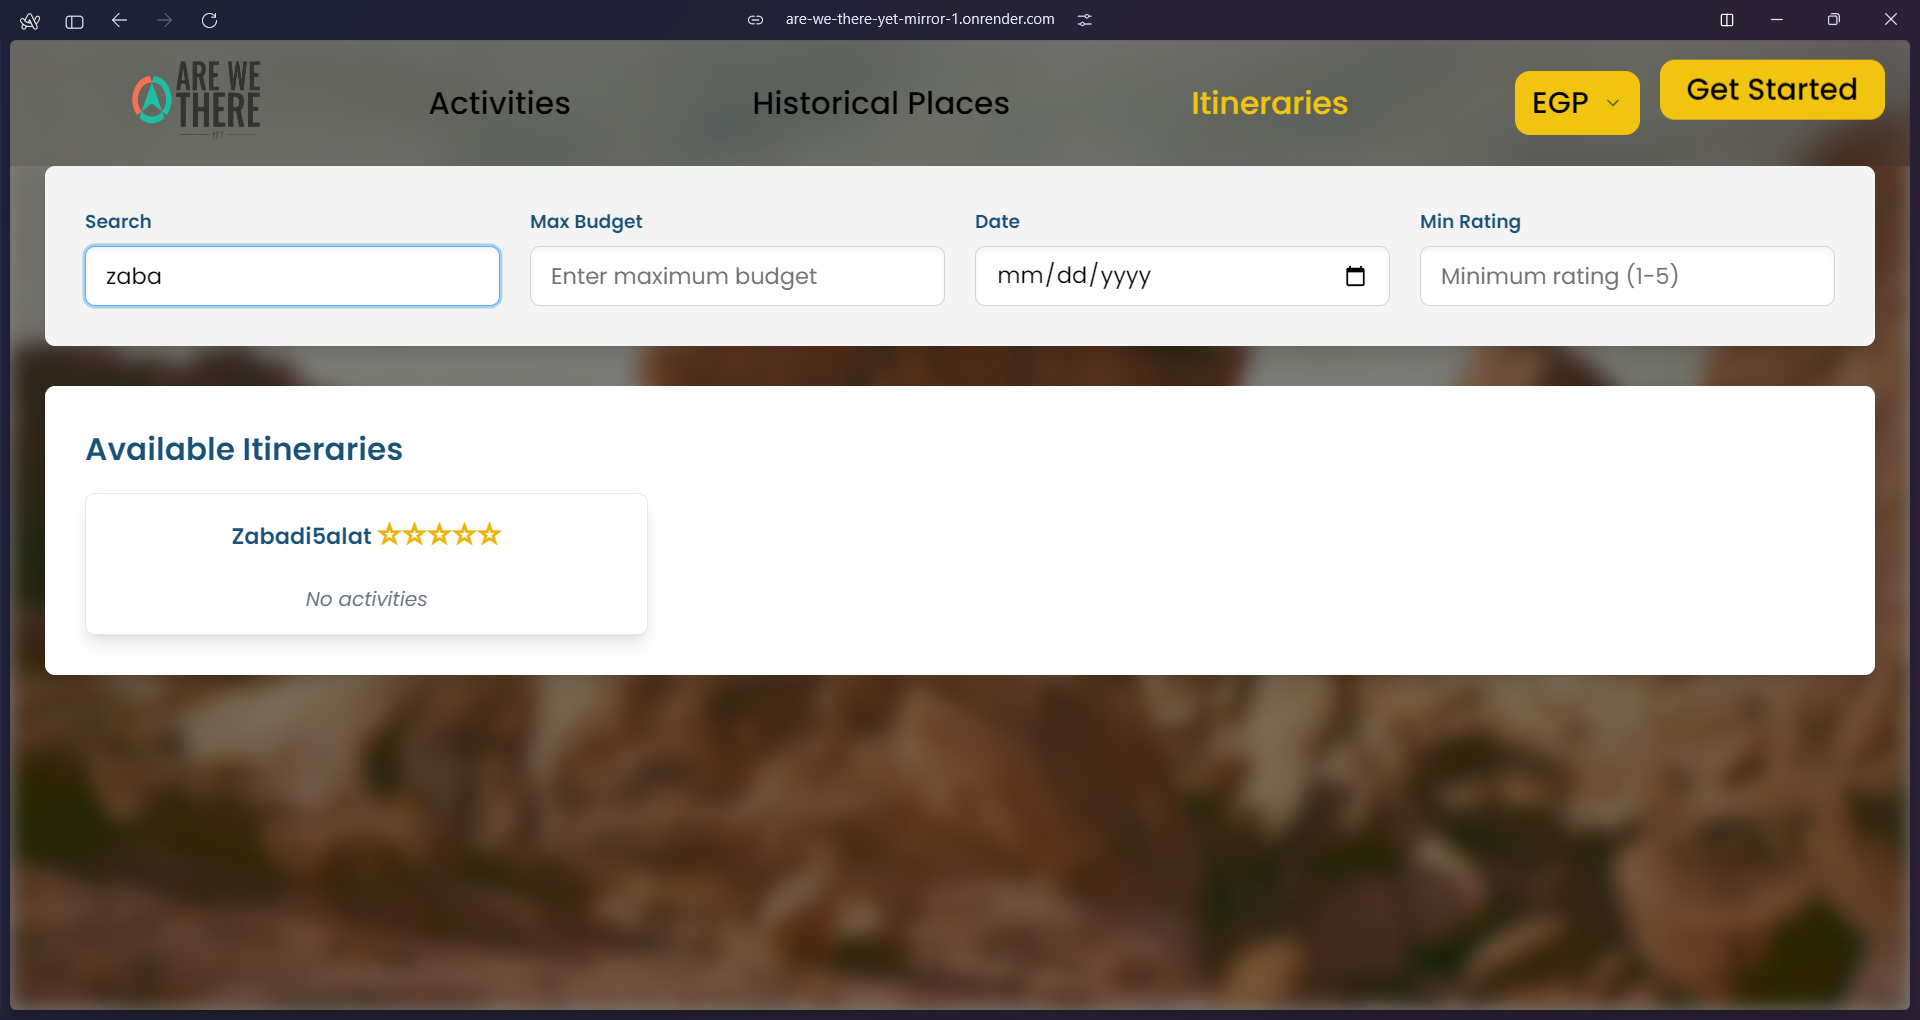 are-we-there-yet-mirror-1.onrender.com
ARE WE
THERE
YET
Activities
Historical Places
Itineraries
EGP
Get Started
Search
Max Budget
Date
Min Rating
zaba
Enter maximum budget
mm/dd/yyyy
Minimum rating (1-5)
Available Itineraries
Zabadi5alat ☆☆☆☆☆
No activities